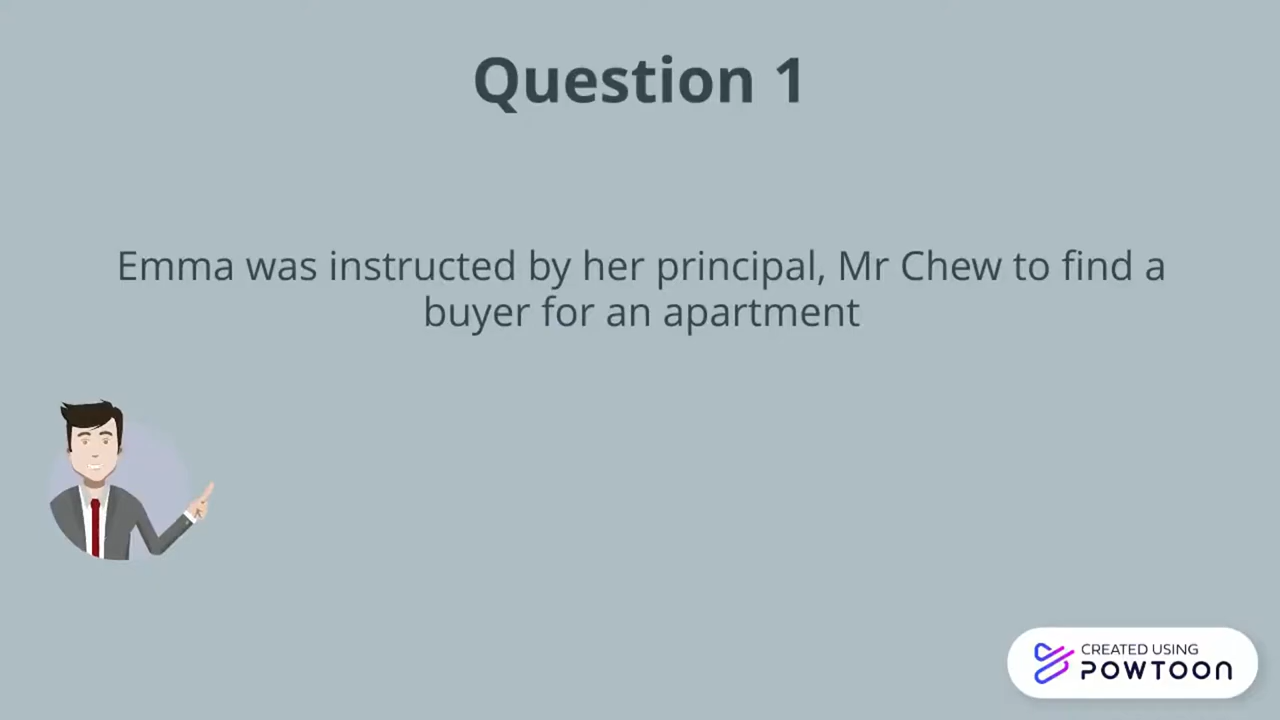 Question 1
Emma was instructed by her principal, Mr Chew to find a
buyer for an apartment
CREATED USING
POWTOON